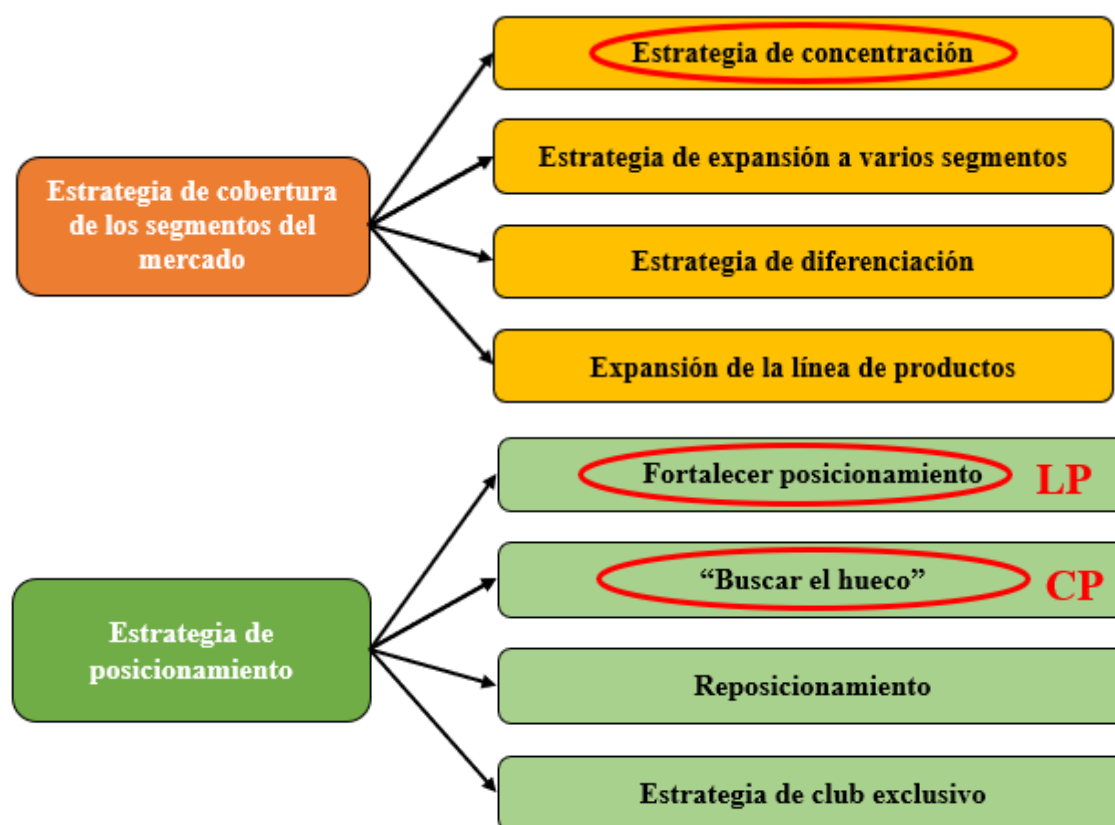 Estrategia de cobertura
de los segmentos del
mercado
Estrategia de concentración
Estrategia de expansión a varios segmentos
Estrategia de diferenciación
Expansión de la línea de productos
Estrategia de
posicionamiento
Fortalecer posicionamiento
LP
“Buscar el hueco”
CP
Reposicionamiento
Estrategia de club exclusivo